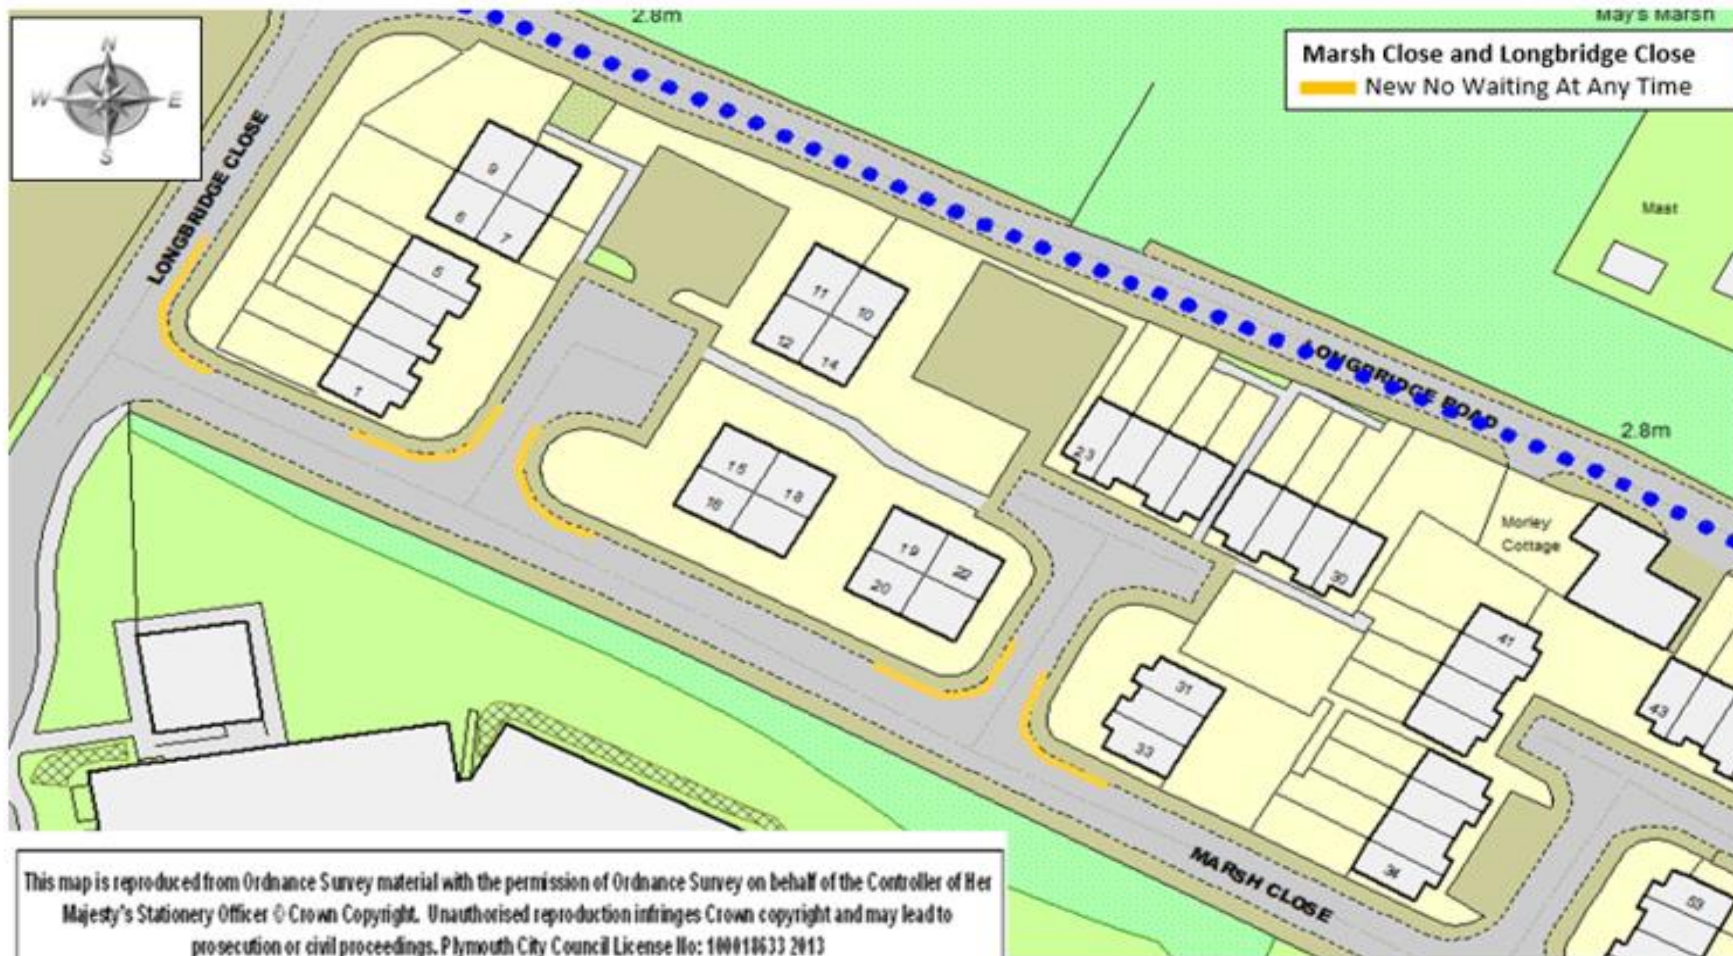 2.8m
May's Marsh
N
W E
S
Marsh Close and Longbridge Close
New No Waiting At Any Time
LONGBRIDGE CLOSE
9
6
7
5
1
Mast
11
10
12
14
LONGBRIDGE ROAD
2.8m
15
18
16
23
19
22
20
30
Morley
Cottage
31
33
41
43
34
53
MARSH CLOSE
This map is reproduced from Ordnance Survey material with the permission of Ordnance Survey on behalf of the Controller of Her
Majesty's Stationery Officer © Crown Copyright. Unauthorised reproduction infringes Crown copyright and may lead to
prosecution or civil proceedings. Plymouth City Council License No: 100018633 2013